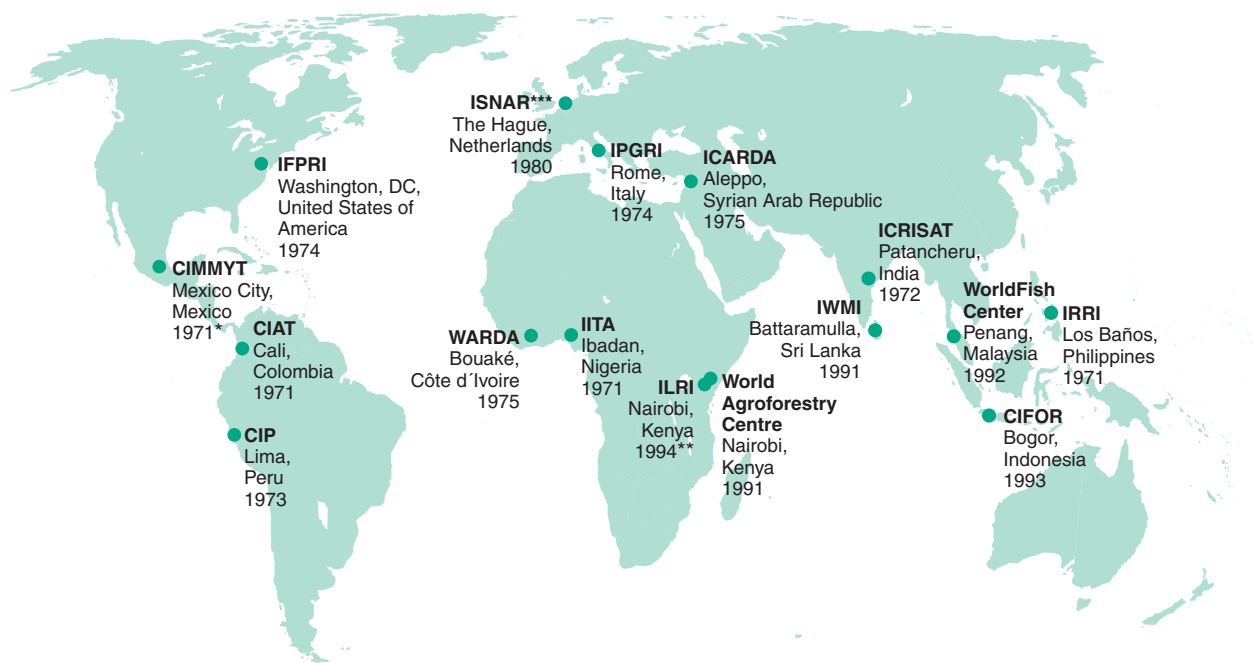 ISNAR***
The Hague,
Netherlands
1980
IPGRI
Rome,
Italy
1974
ICARDA
Aleppo,
Syrian Arab Republic
1975
IFPRI
Washington, DC,
United States of
America
1974
ICRISAT
Patancheru,
India
1972
CIMMYT
Mexico City,
Mexico
1971*
CIAT
Cali,
Colombia
1971
WARDA
Bouaké,
Côte d´Ivoire
1975
IITA
Ibadan,
Nigeria
1971
IWMI
Battaramulla,
Sri Lanka
1991
WorldFish
Center
Penang,
Malaysia
1992
IRRI
Los Baños,
Philippines
1971
ILRI
Nairobi,
Kenya
1994**
World
Agroforestry
Centre
Nairobi,
Kenya
1991
CIP
Lima,
Peru
1973
CIFOR
Bogor,
Indonesia
1993